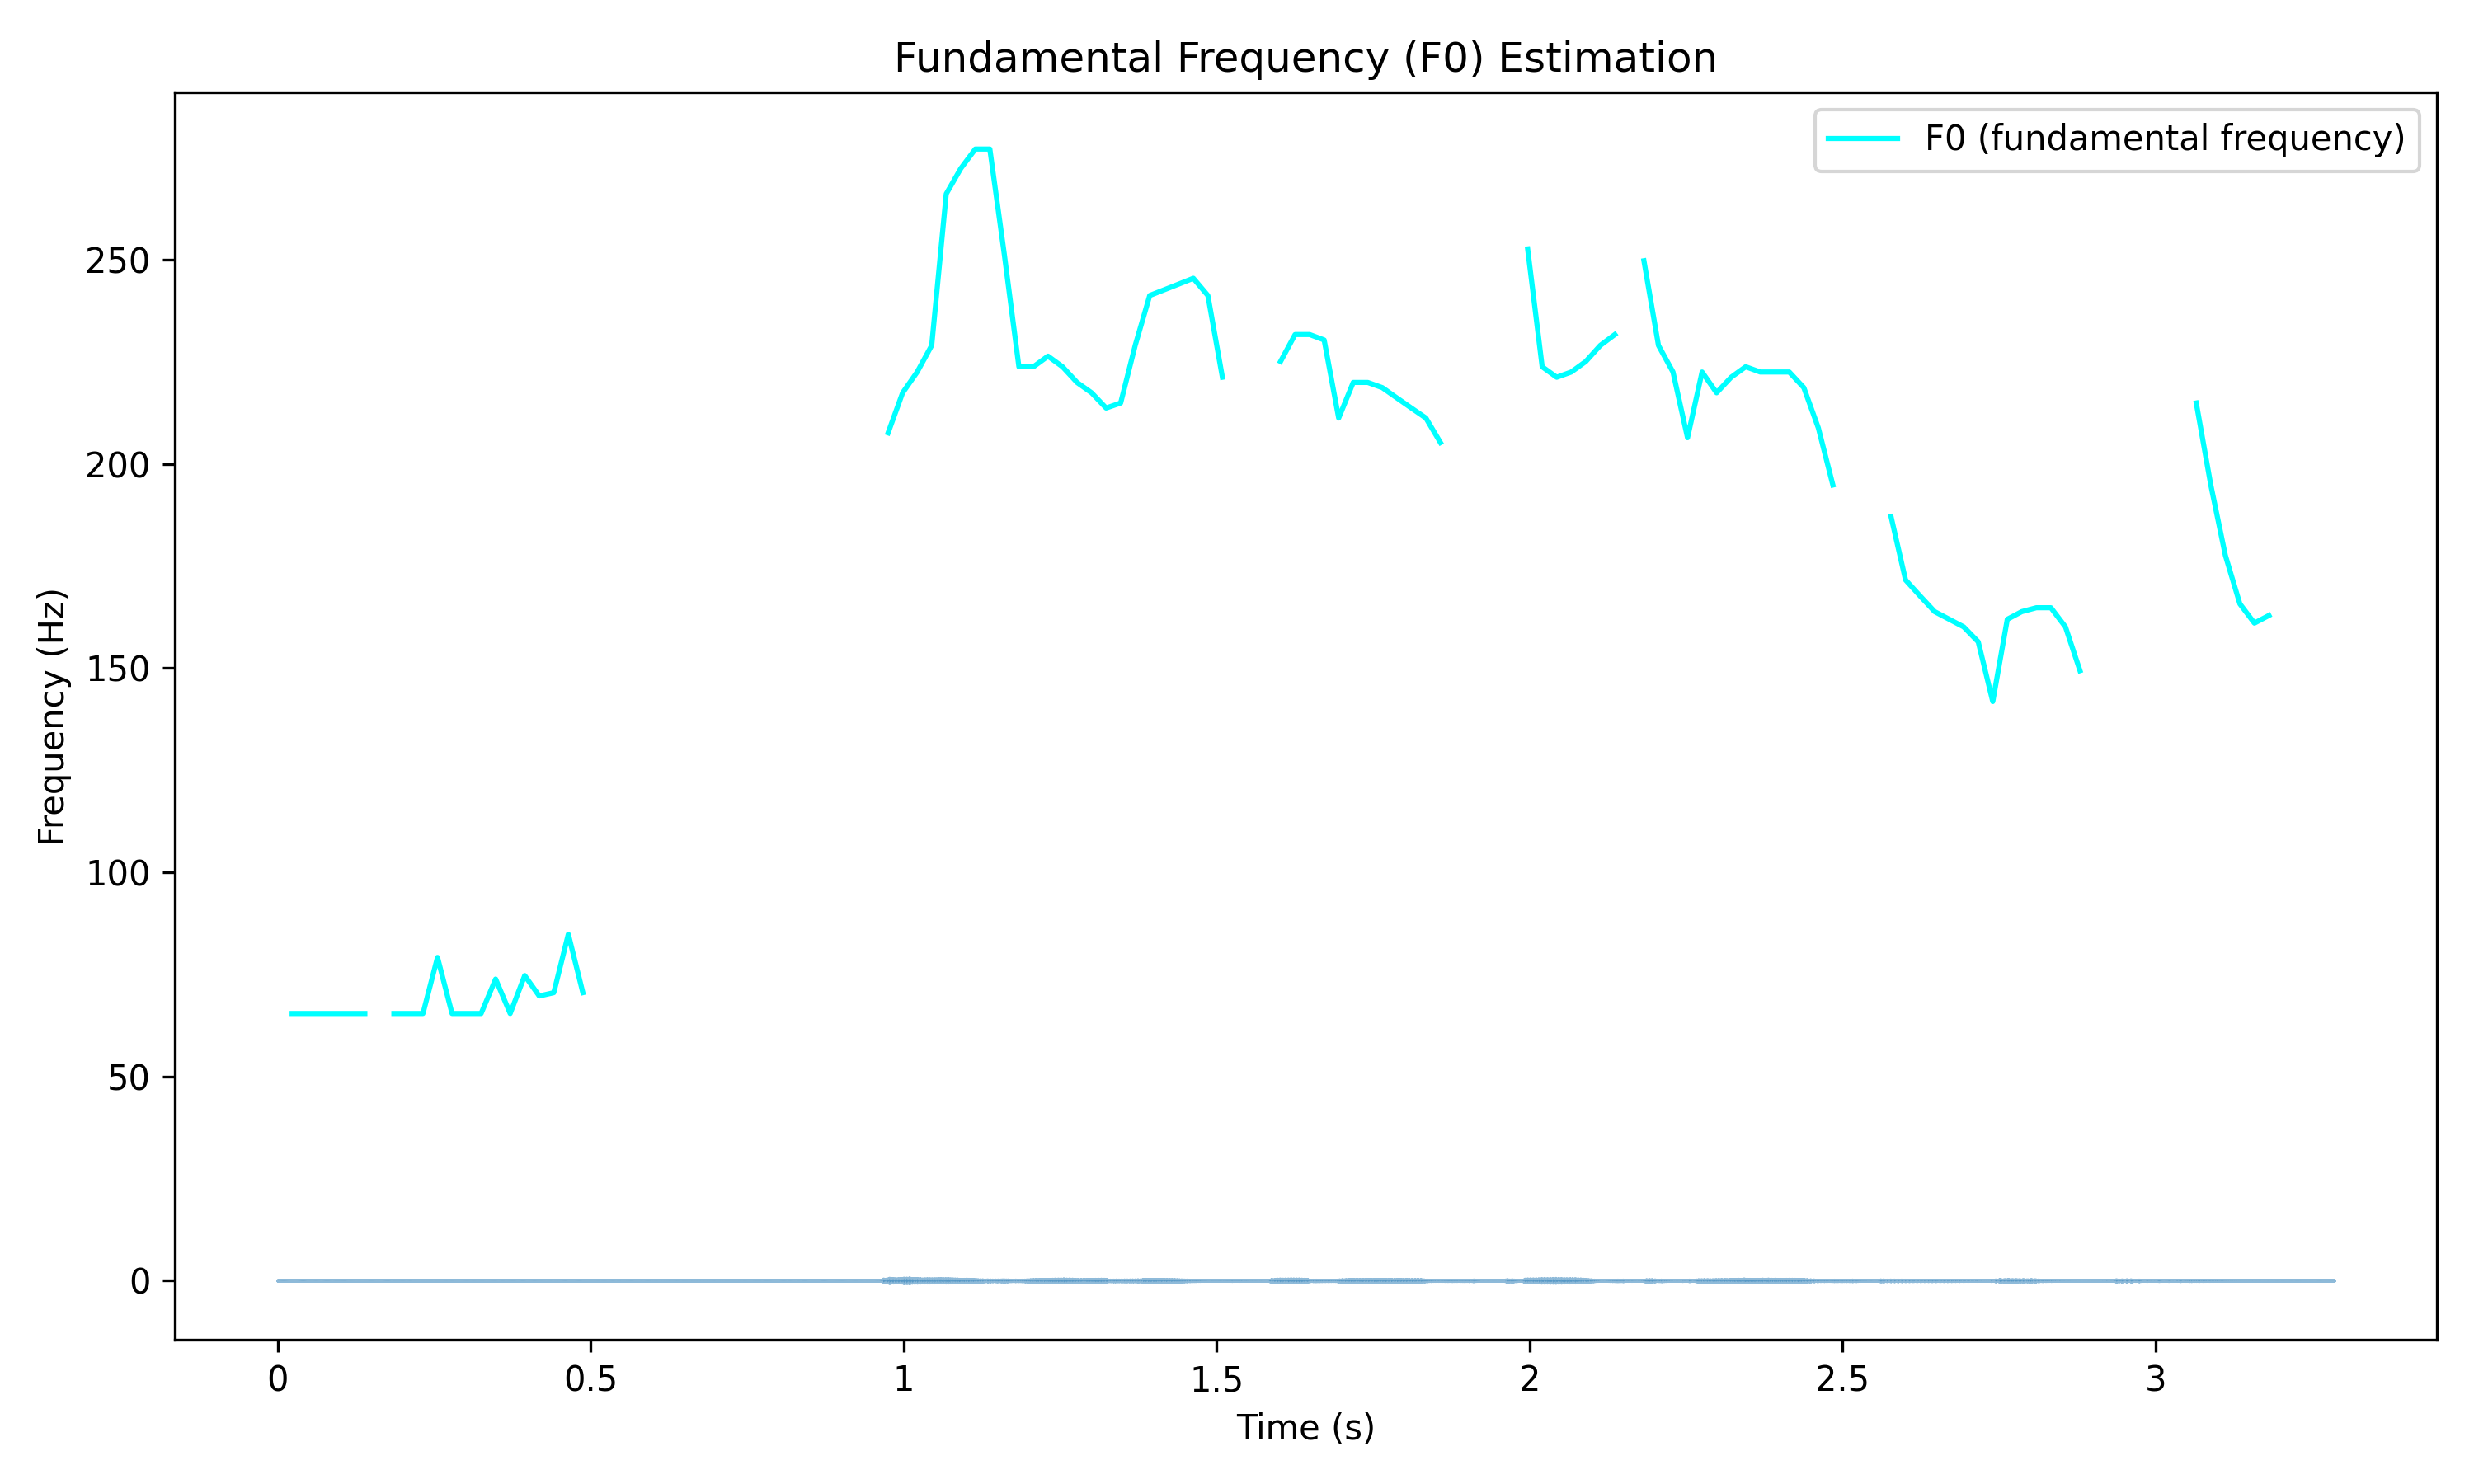 Fundamental Frequency (F0) Estimation
F0 (fundamental frequency)
Frequency (Hz)
250
200
150
100
50
0
0 0.5 1 1.5 2 2.5 3
Time (s)